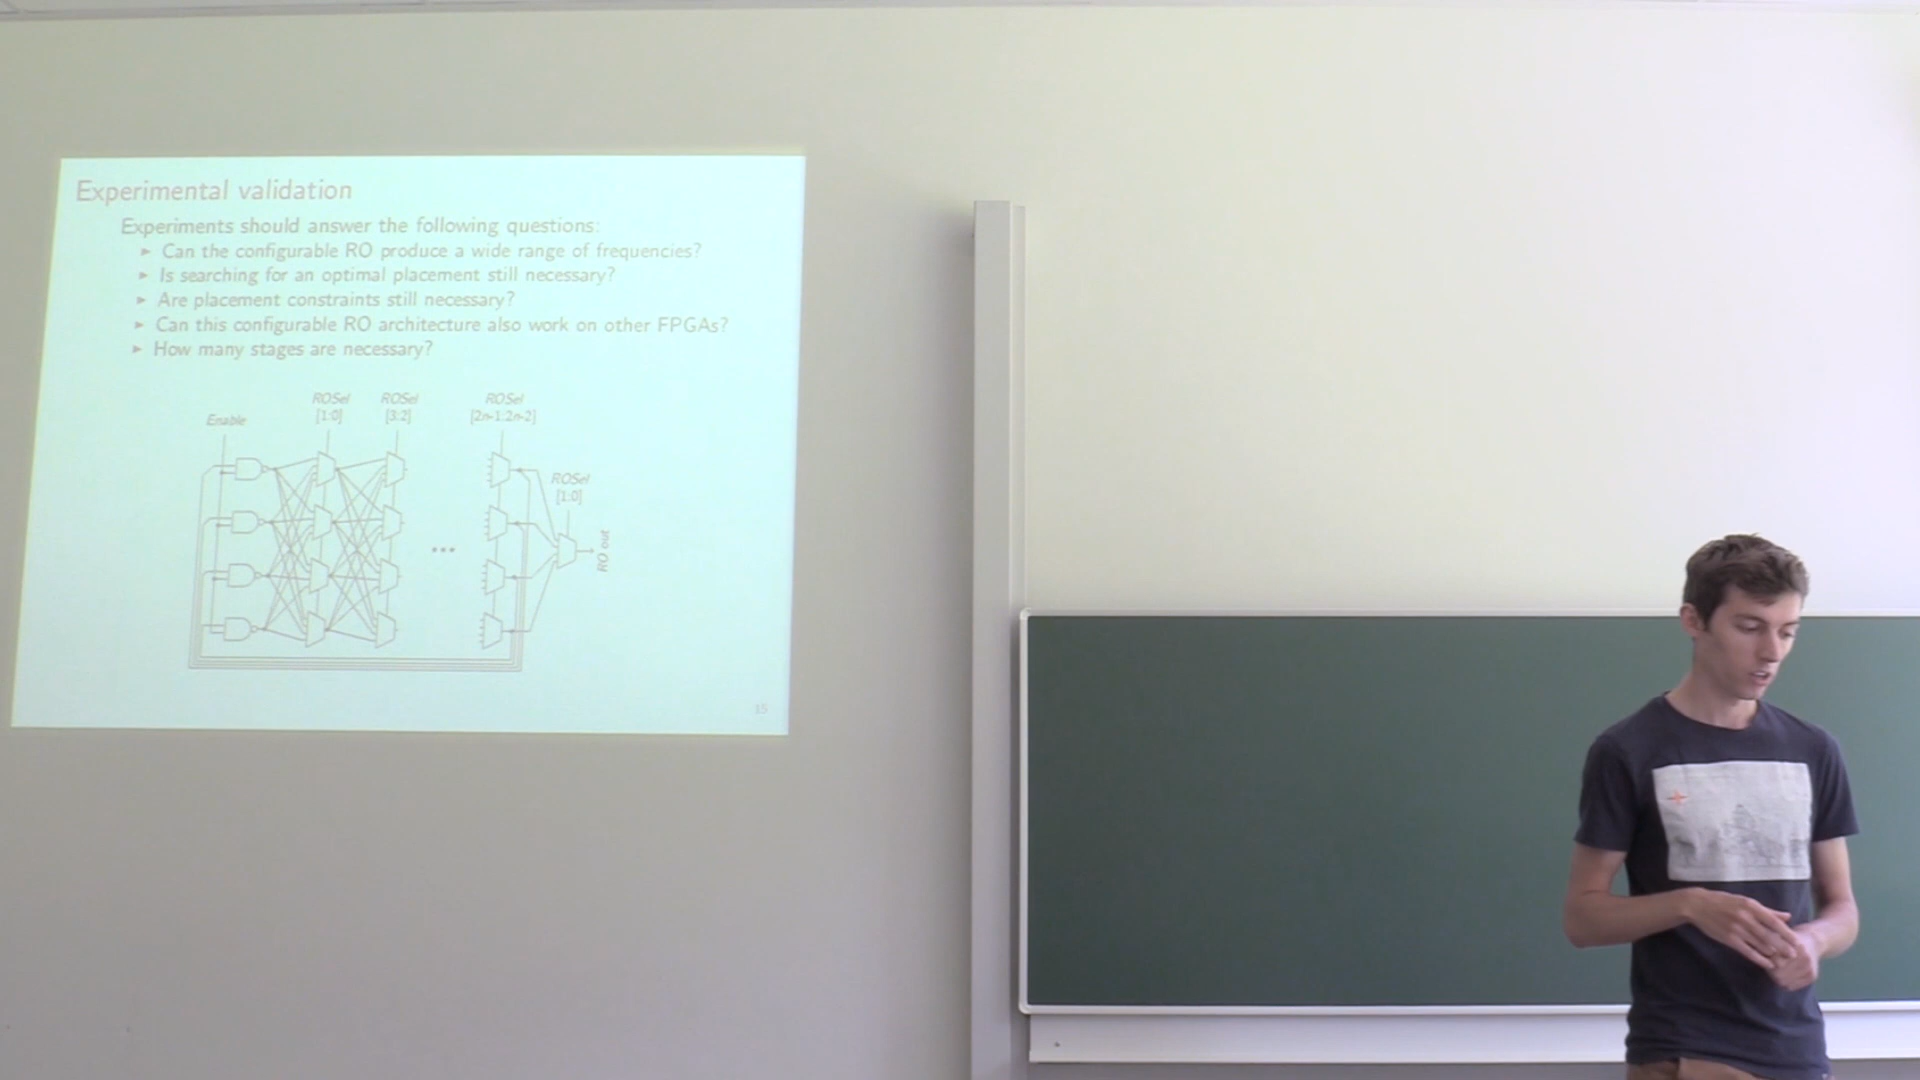 Experimental validation
Experiments should answer the following questions:
► Can the configurable RO produce a wide range of frequencies?
► Is searching for an optimal placement still necessary?
► Are placement constraints still necessary?
► Can this configurable RO architecture also work on other FPGAs?
► How many stages are necessary?
Enable
ROSel
[1:0]
ROSel
[3:2]
ROSel
[2n-1:2n-2]
ROSel
[1:0]
RO out
15